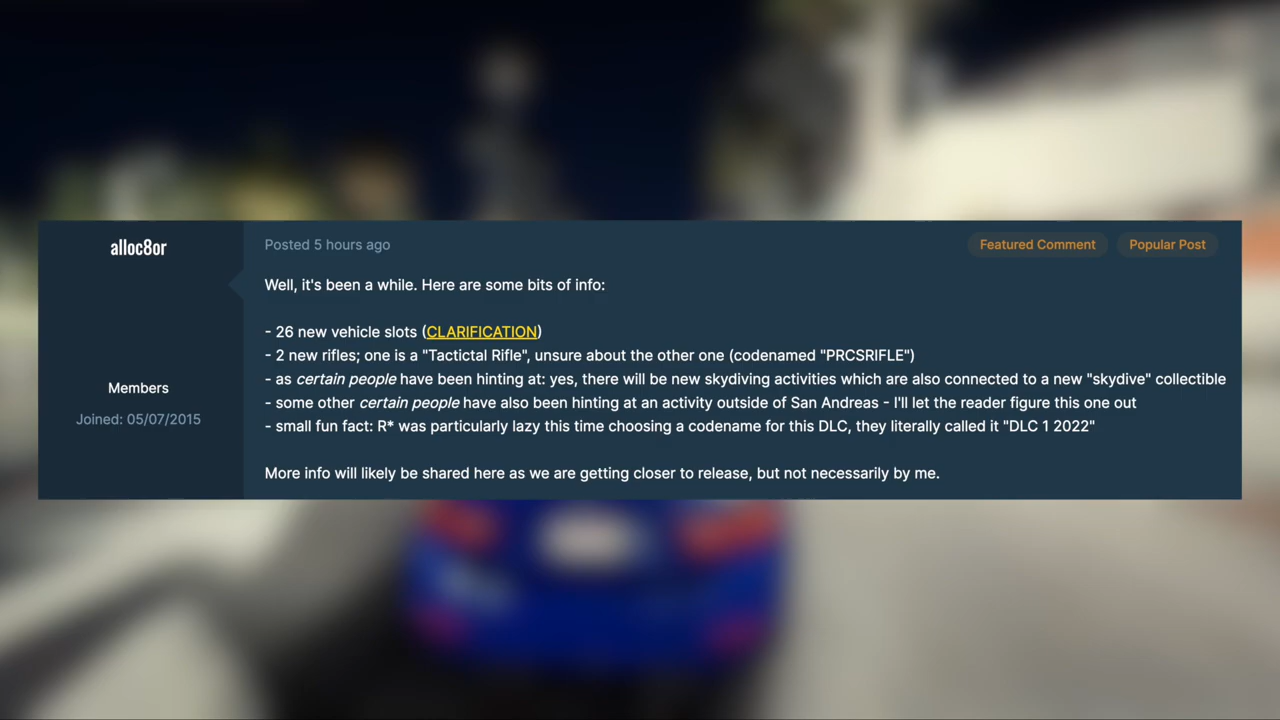 alloc8or
Members
Joined: 05/07/2015
Posted 5 hours ago
Featured Comment
Popular Post
Well, it's been a while. Here are some bits of info:
- 26 new vehicle slots (CLARIFICATION)
- 2 new rifles; one is a "Tactictal Rifle", unsure about the other one (codenamed "PRCSRIFLE")
- as certain people have been hinting at: yes, there will be new skydiving activities which are also connected to a new "skydive" collectible
- some other certain people have also been hinting at an activity outside of San Andreas - I'll let the reader figure this one out
- small fun fact: R* was particularly lazy this time choosing a codename for this DLC, they literally called it "DLC 1 2022"
More info will likely be shared here as we are getting closer to release, but not necessarily by me.